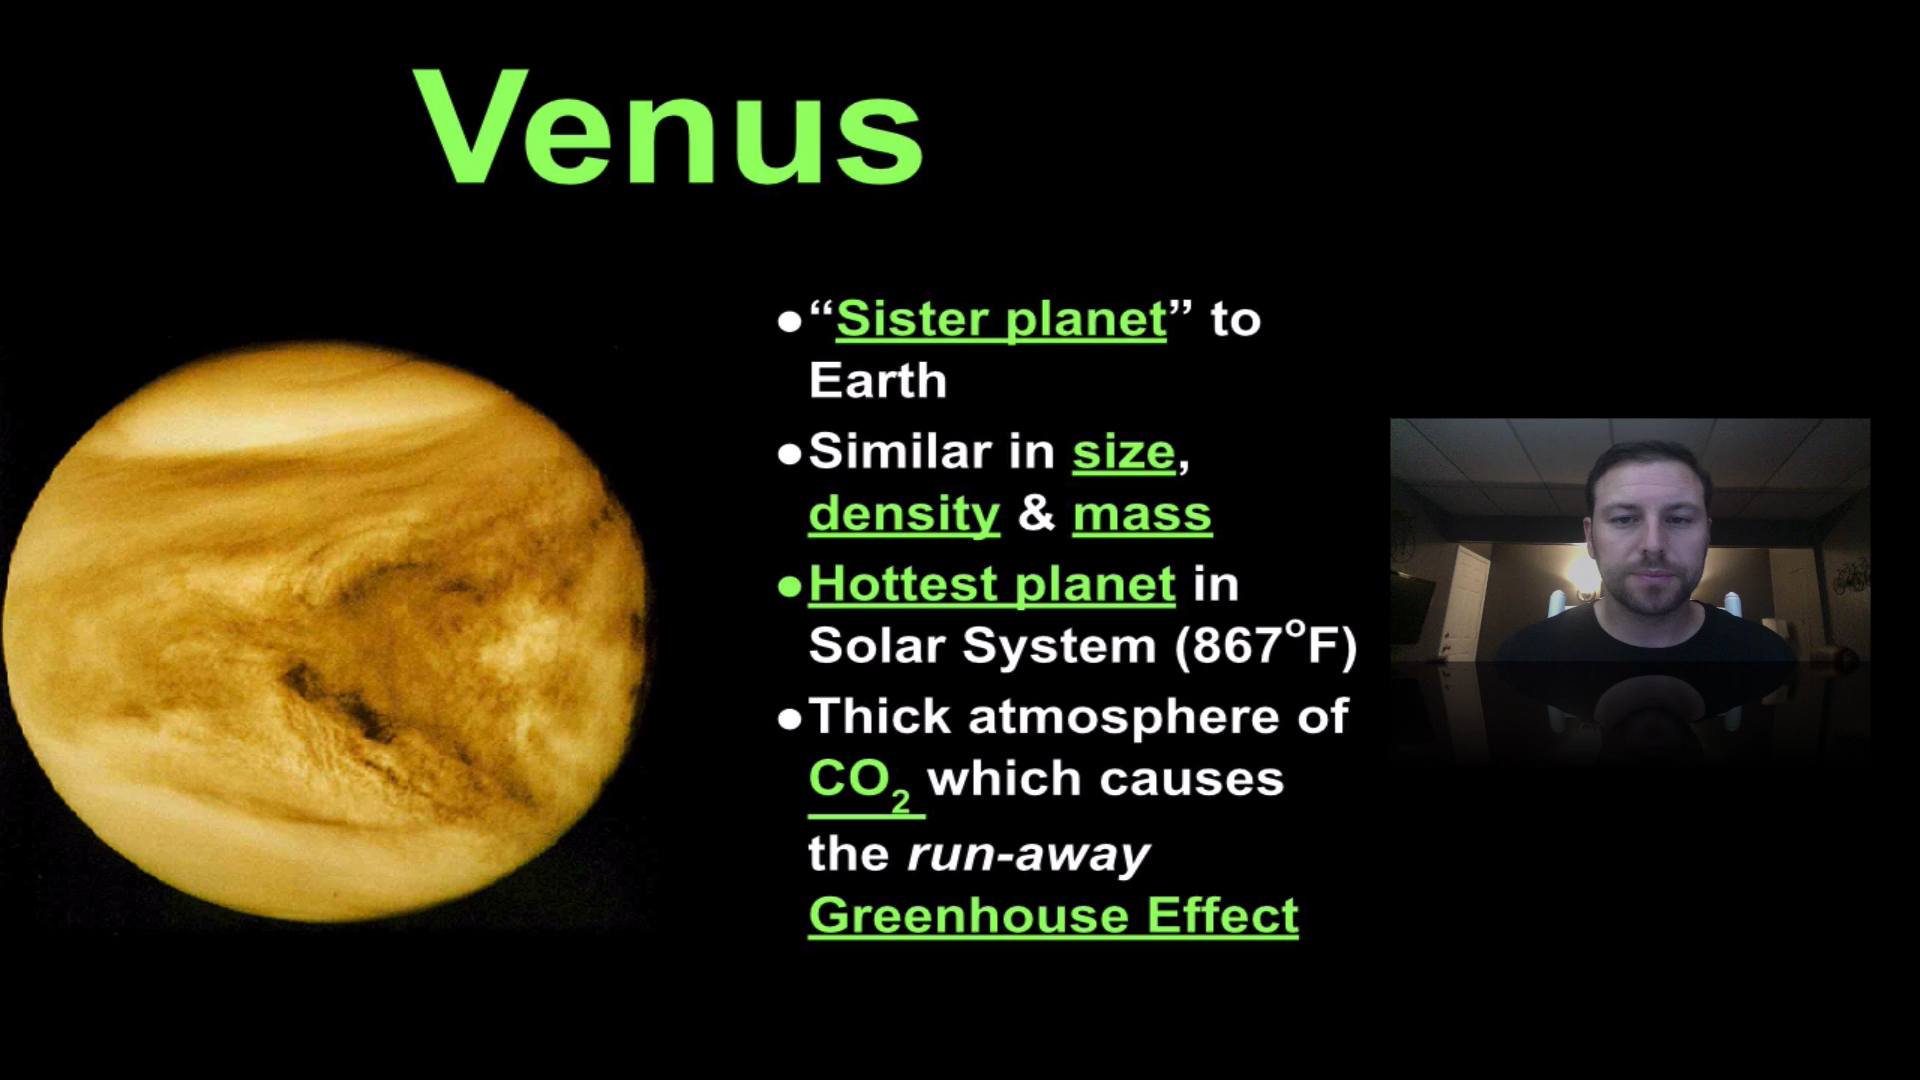 Venus
●“Sister planet” to
Earth
●Similar in size,
density & mass
●Hottest planet in
Solar System (867°F)
●Thick atmosphere of
CO₂ which causes
the run-away
Greenhouse Effect